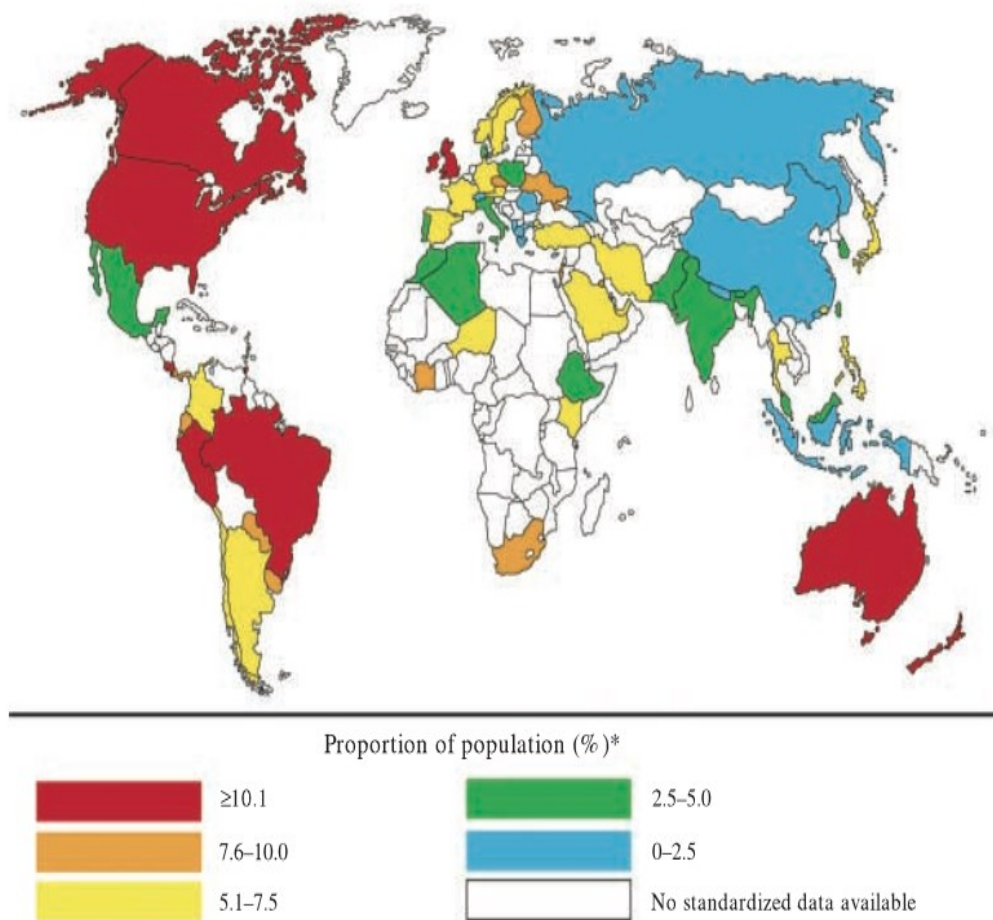 Proportion of population (%)*
≥10.1
7.6–10.0
5.1–7.5
2.5–5.0
0–2.5
No standardized data available